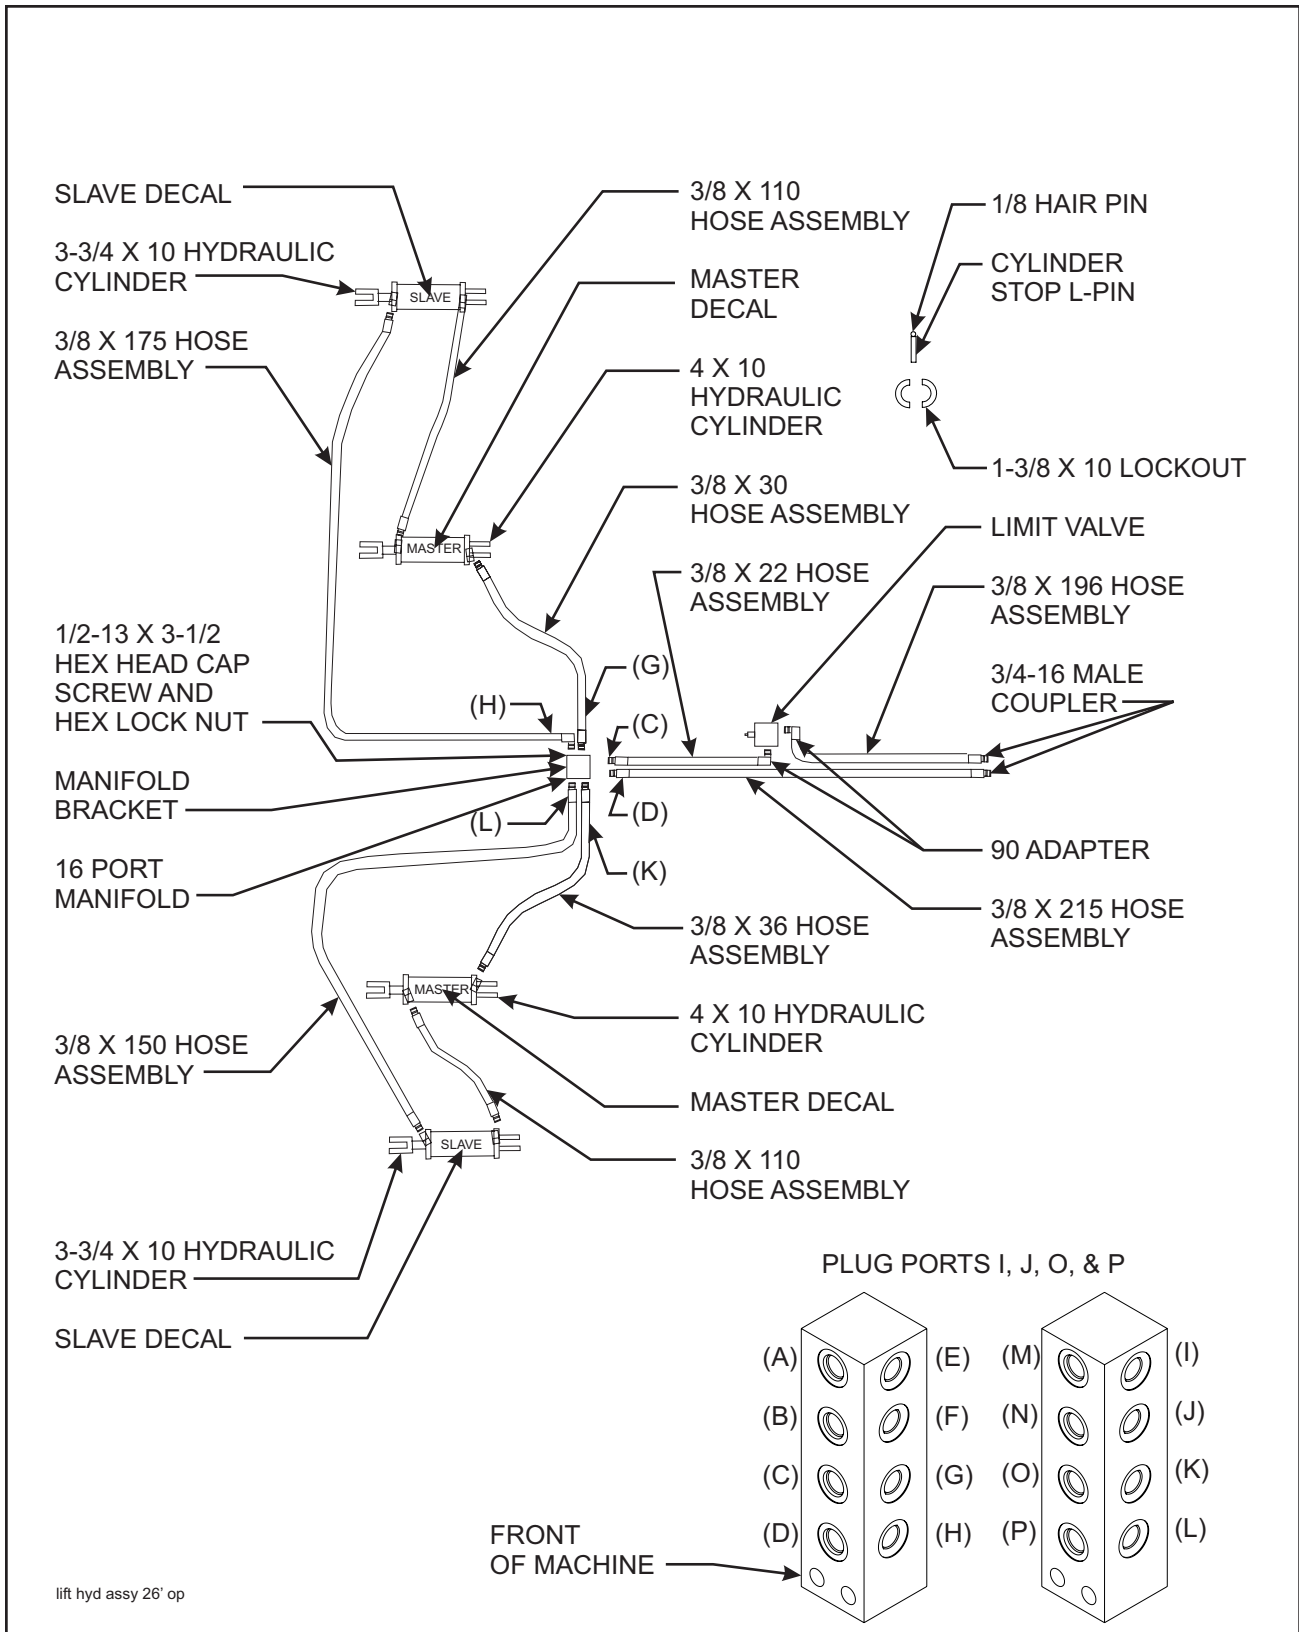 SLAVE DECAL
3-3/4 X 10 HYDRAULIC
CYLINDER
3/8 X 175 HOSE
ASSEMBLY
3/8 X 110
HOSE ASSEMBLY
MASTER
DECAL
4 X 10
HYDRAULIC
CYLINDER
3/8 X 30
HOSE ASSEMBLY
1/8 HAIR PIN
CYLINDER
STOP L-PIN
1-3/8 X 10 LOCKOUT
LIMIT VALVE
3/8 X 22 HOSE
ASSEMBLY
3/8 X 196 HOSE
ASSEMBLY
3/4-16 MALE
COUPLER
SLAVE
MASTER
1/2-13 X 3-1/2
HEX HEAD CAP
SCREW AND
HEX LOCK NUT
MANIFOLD
BRACKET
16 PORT
MANIFOLD
(G)
(H)
(C)
(D)
(L)
(K)
90 ADAPTER
3/8 X 215 HOSE
ASSEMBLY
3/8 X 36 HOSE
ASSEMBLY
MASTER
4 X 10 HYDRAULIC
CYLINDER
3/8 X 150 HOSE
ASSEMBLY
MASTER DECAL
SLAVE
3/8 X 110
HOSE ASSEMBLY
3-3/4 X 10 HYDRAULIC
CYLINDER
SLAVE DECAL
PLUG PORTS I, J, O, & P
(A) (E) (M) (I)
(B) (F) (N) (J)
(C) (G) (O) (K)
(D) (H) (P) (L)
FRONT
OF MACHINE
lift hyd assy 26' op